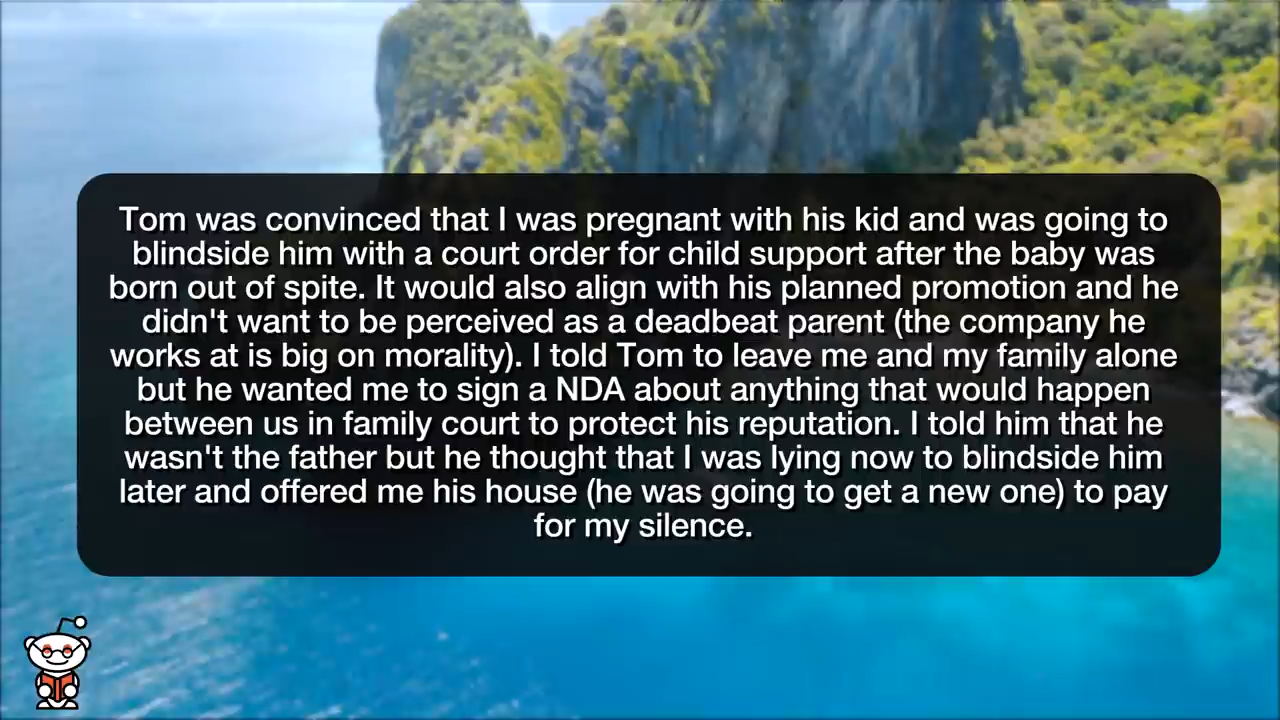 Tom was convinced that I was pregnant with his kid and was going to
blindside him with a court order for child support after the baby was
born out of spite. It would also align with his planned promotion and he
didn't want to be perceived as a deadbeat parent (the company he
works at is big on morality). I told Tom to leave me and my family alone
but he wanted me to sign a NDA about anything that would happen
between us in family court to protect his reputation. I told him that he
wasn't the father but he thought that I was lying now to blindside him
later and offered me his house (he was going to get a new one) to pay
for my silence.